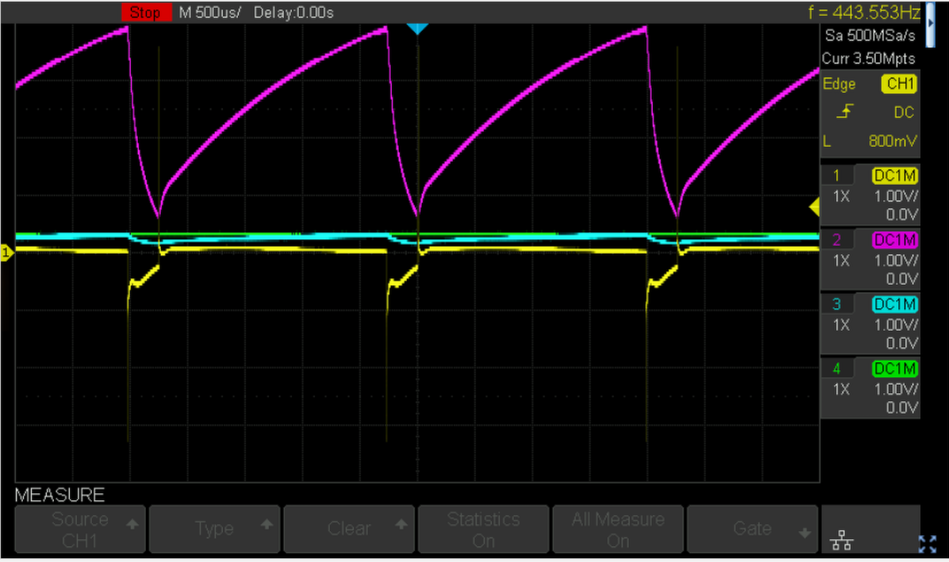 Stop M 500us/ Delay:0.00s f = 443.553Hz
Sa 500MSa/s
Curr 3.50Mpts
Edge CH1
DC
L 800mV
1 DC1M
1X 1.00V/
0.0V
2 DC1M
1X 1.00V/
0.0V
3 DC1M
1X 1.00V/
0.0V
4 DC1M
1X 1.00V/
0.0V
1
MEASURE
Source
CH1
Type
Clear
Statistics
On
All Measure
On
Gate